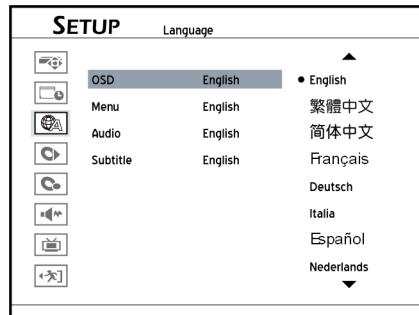 SETUP Language
OSD English
Menu English
Audio English
Subtitle English
English
繁體中文
简体中文
Français
Deutsch
Italia
Español
Nederlands